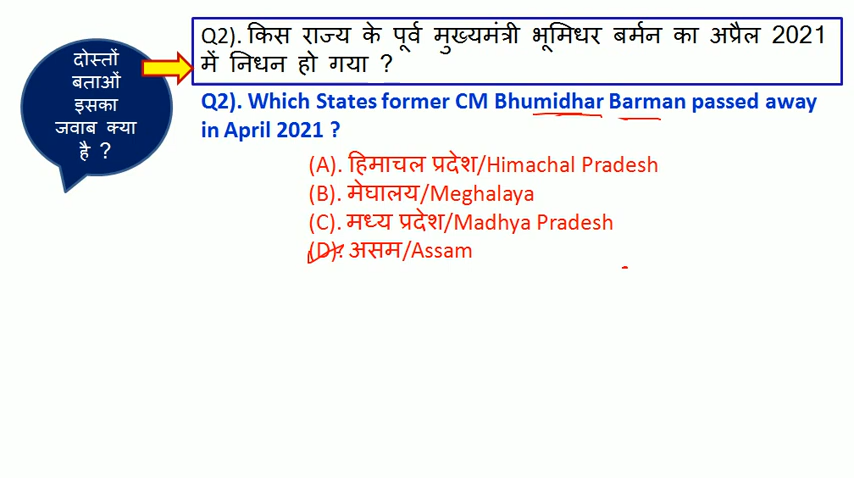 दोस्तों
बताओं
इसका
जवाब क्या
है ?
Q2). किस राज्य के पूर्व मुख्यमंत्री भूमिधर बर्मन का अप्रैल 2021
में निधन हो गया ?
Q2). Which States former CM Bhumidhar Barman passed away
in April 2021 ?
(A). हिमाचल प्रदेश/Himachal Pradesh
(B). मेघालय/Meghalaya
(C). मध्य प्रदेश/Madhya Pradesh
(D). असम/Assam